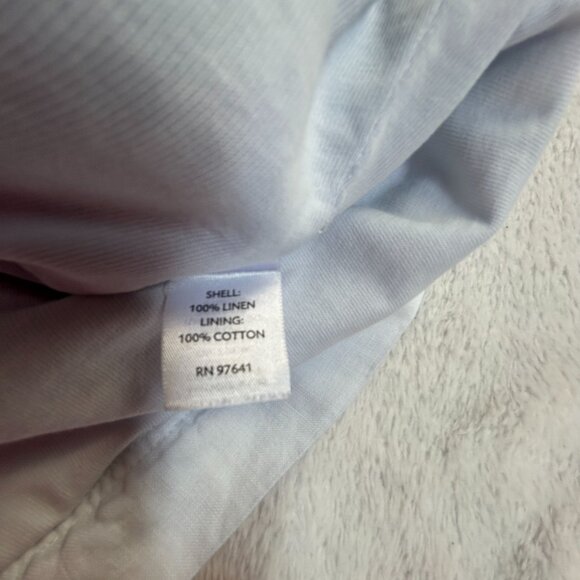 SHELL:
100% LINEN
LINING:
100% COTTON
RN 97641